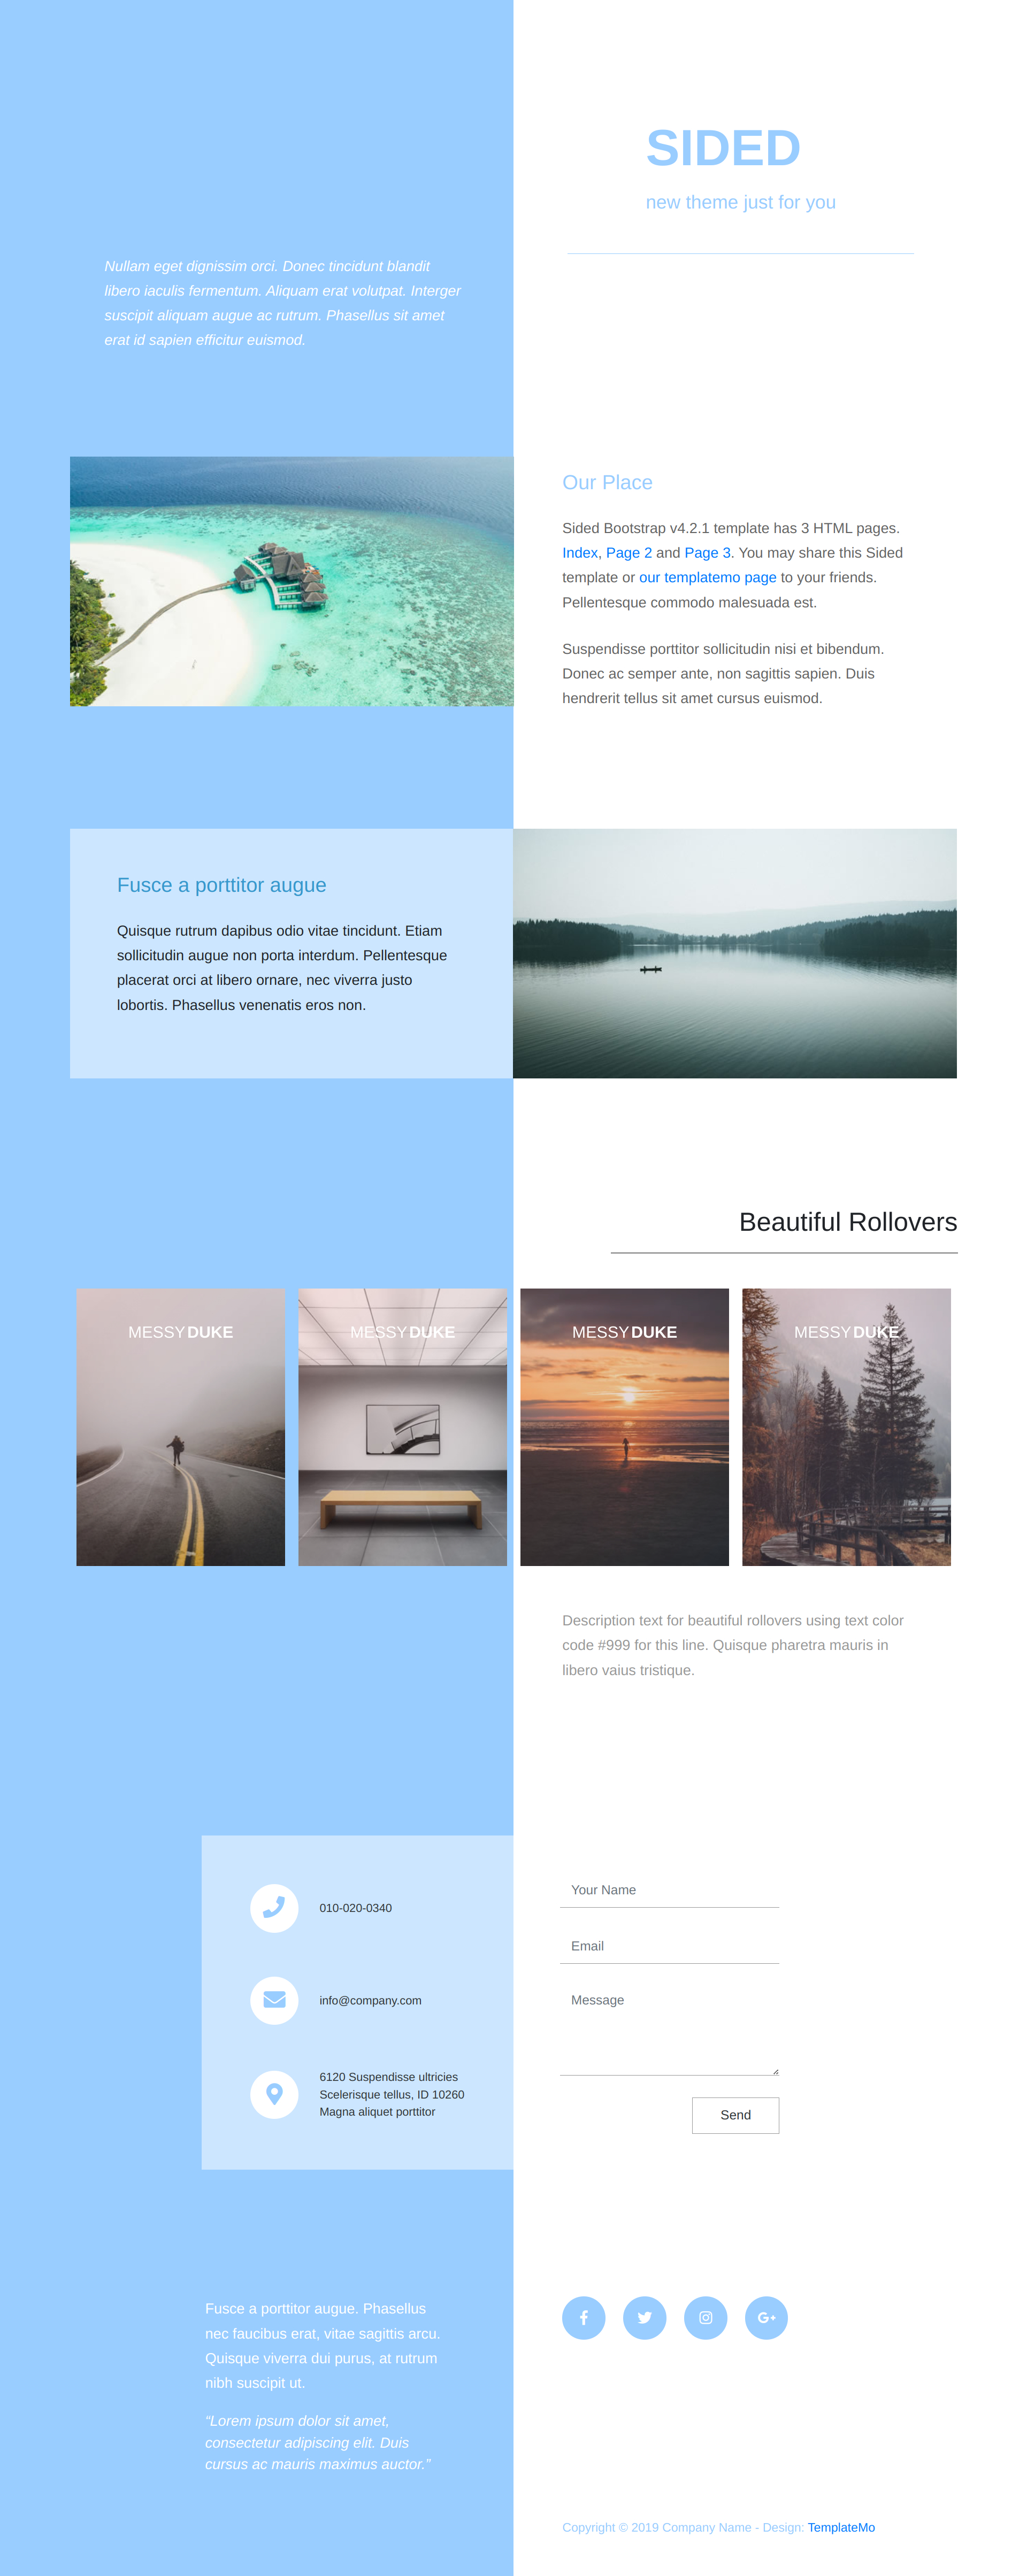 SIDED
new theme just for you
Nullam eget dignissim orci. Donec tincidunt blandit
libero iaculis fermentum. Aliquam erat volutpat. Interger
suscipit aliquam augue ac rutrum. Phasellus sit amet
erat id sapien efficitur euismod.
Our Place
Sided Bootstrap v4.2.1 template has 3 HTML pages.
Index, Page 2 and Page 3. You may share this Sided
template or our templatemo page to your friends.
Pellentesque commodo malesuada est.
Suspendisse porttitor sollicitudin nisi et bibendum.
Donec ac semper ante, non sagittis sapien. Duis
hendrerit tellus sit amet cursus euismod.
Fusce a porttitor augue
Quisque rutrum dapibus odio vitae tincidunt. Etiam
sollicitudin augue non porta interdum. Pellentesque
placerat orci at libero ornare, nec viverra justo
lobortis. Phasellus venenatis eros non.
Beautiful Rollovers
MESSY DUKE
MESSY DUKE
MESSY DUKE
MESSY DUKE
Description text for beautiful rollovers using text color
code #999 for this line. Quisque pharetra mauris in
libero vaius tristique.
010-020-0340
info@company.com
6120 Suspendisse ultricies
Scelerisque tellus, ID 10260
Magna aliquet porttitor
Your Name
Email
Message
Send
Fusce a porttitor augue. Phasellus
nec faucibus erat, vitae sagittis arcu.
Quisque viverra dui purus, at rutrum
nibh suscipit ut.
“Lorem ipsum dolor sit amet,
consectetur adipiscing elit. Duis
cursus ac mauris maximus auctor.”
Copyright © 2019 Company Name - Design: TemplateMo